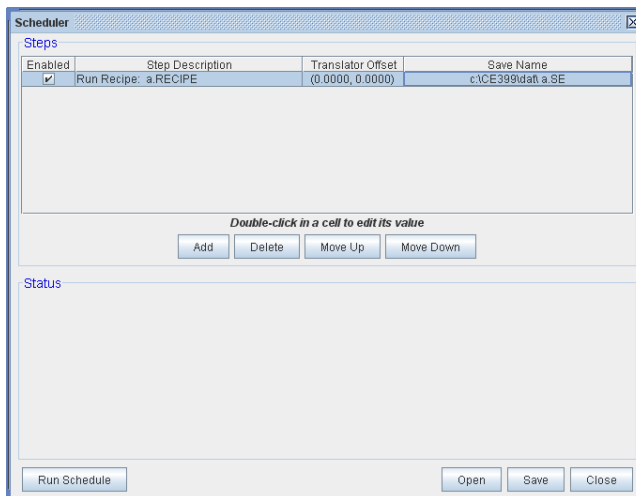 Scheduler
Steps
Enabled Step Description Translator Offset Save Name
Run Recipe: a.RECIPE (0.0000, 0.0000) c:\CE399\daf\ a.SE
Double-click in a cell to edit its value
Add Delete Move Up Move Down
Status
Run Schedule Open Save Close